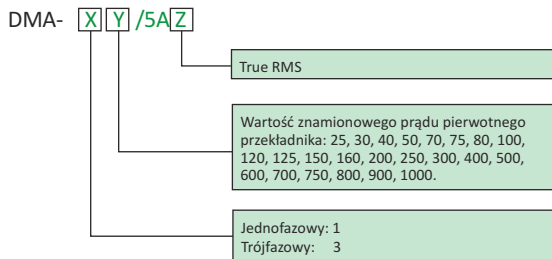 DMA- X Y /5A Z
True RMS
Wartość znamionowego prądu pierwotnego
przekładnika: 25, 30, 40, 50, 70, 75, 80, 100,
120, 125, 150, 160, 200, 250, 300, 400, 500,
600, 700, 750, 800, 900, 1000.
Jednofazowy: 1
Trójfazowy: 3